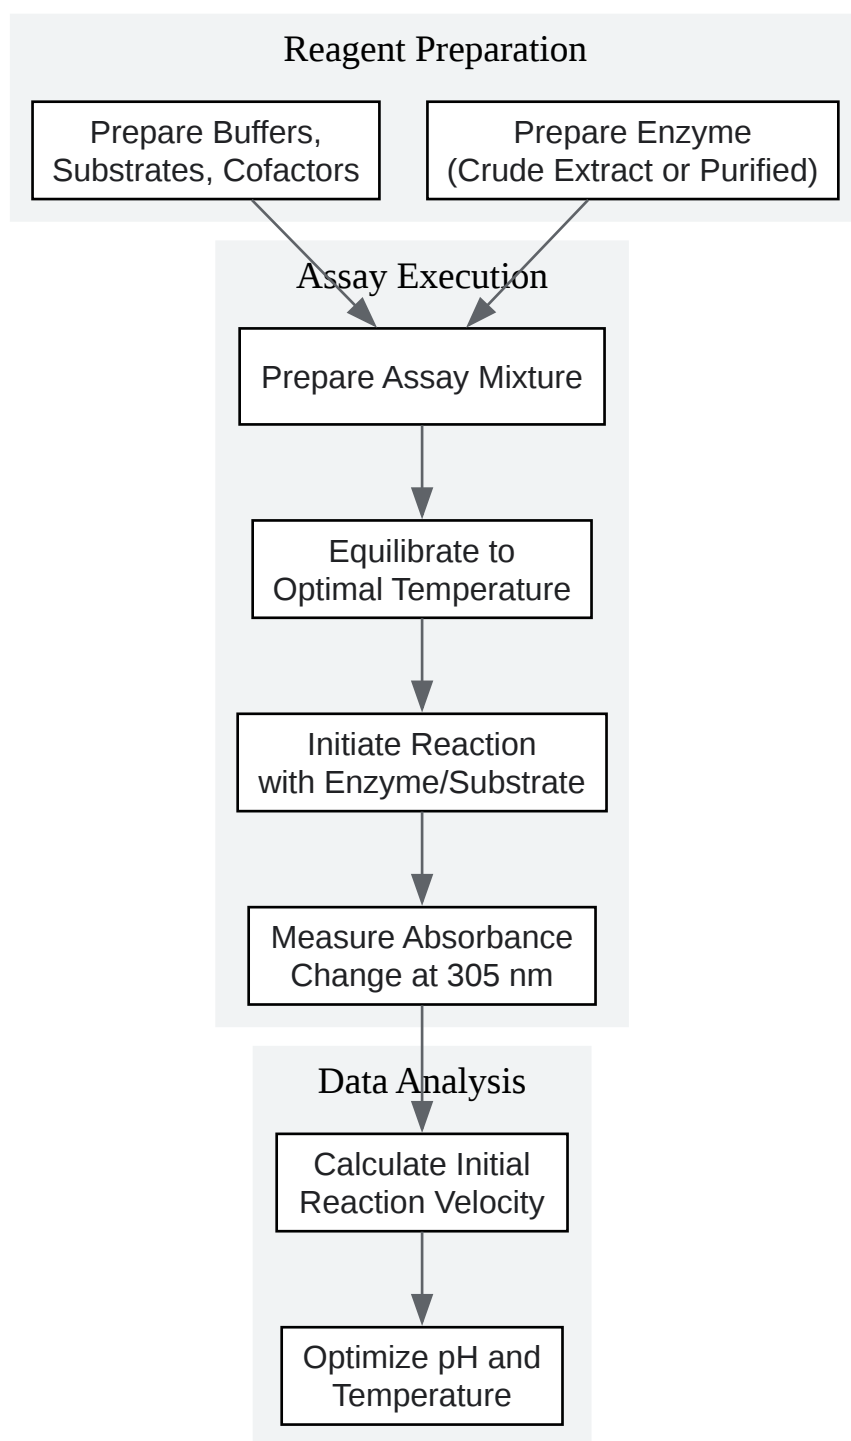 Reagent Preparation
Prepare Buffers,
Substrates, Cofactors
Prepare Enzyme
(Crude Extract or Purified)
Assay Execution
Prepare Assay Mixture
Equilibrate to
Optimal Temperature
Initiate Reaction
with Enzyme/Substrate
Measure Absorbance
Change at 305 nm
Data Analysis
Calculate Initial
Reaction Velocity
Optimize pH and
Temperature